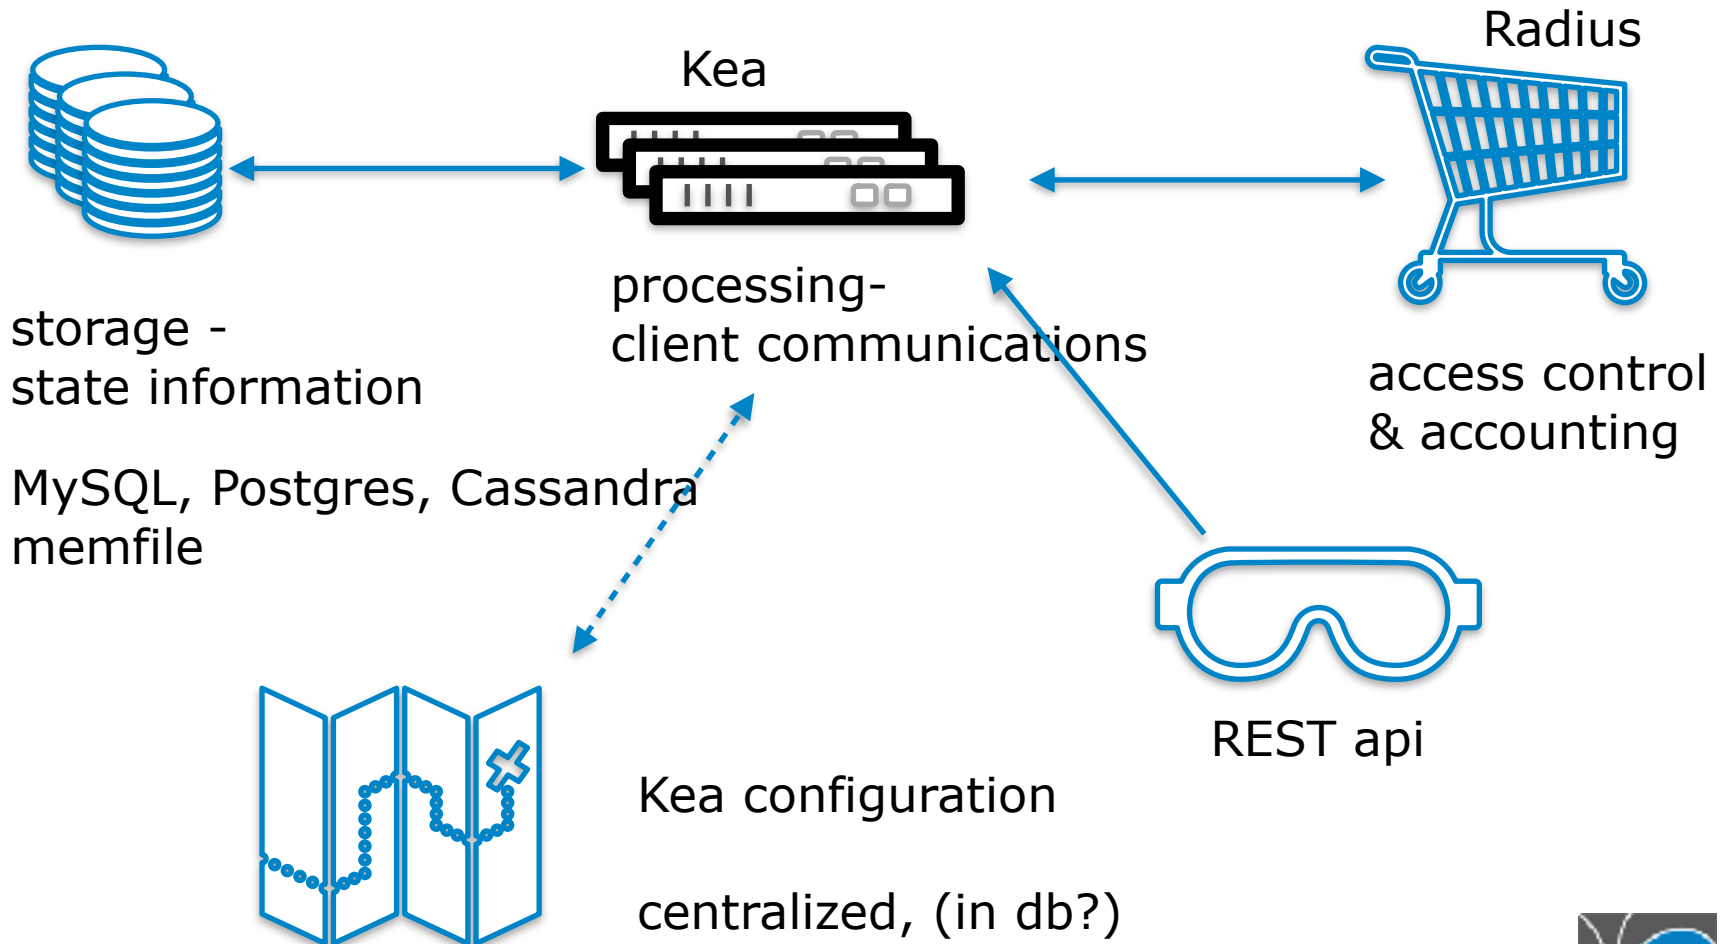 Radius
Kea
processing-
client communications
storage -
state information
access control
& accounting
MySQL, Postgres, Cassandra
memfile
REST api
Kea configuration
centralized, (in db?)